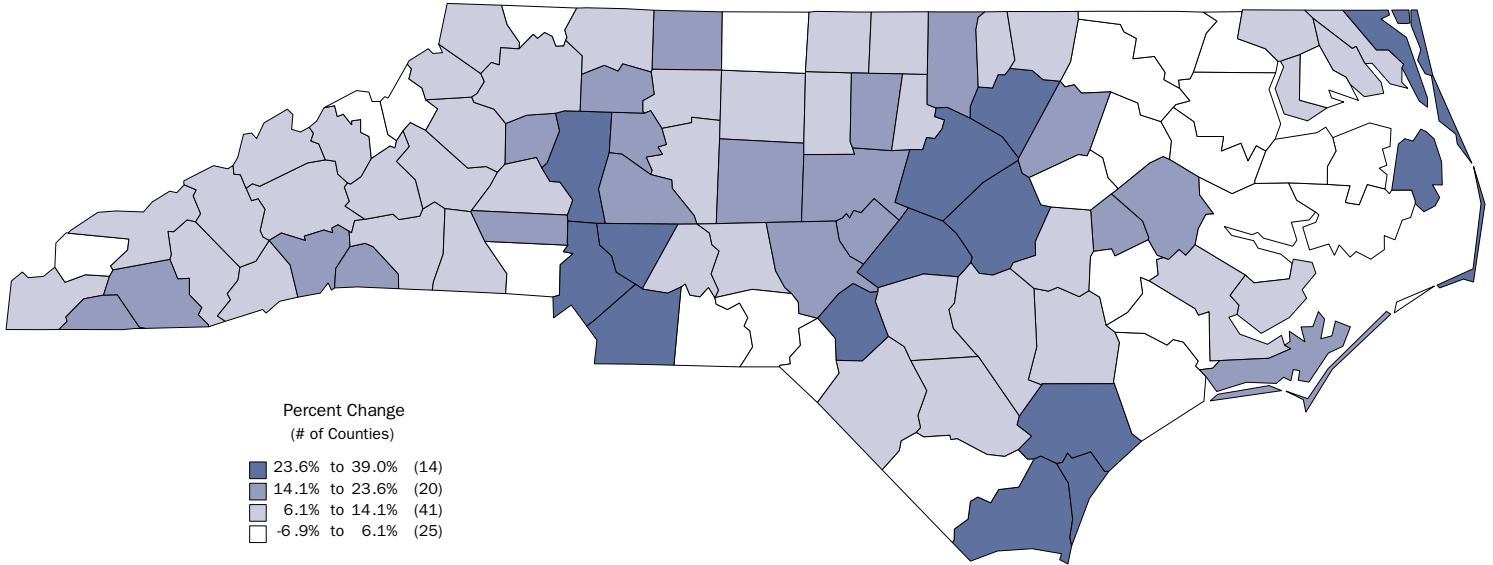 Percent Change
(# of Counties)
23.6% to 39.0% (14)
14.1% to 23.6% (20)
6.1% to 14.1% (41)
-6.9% to 6.1% (25)